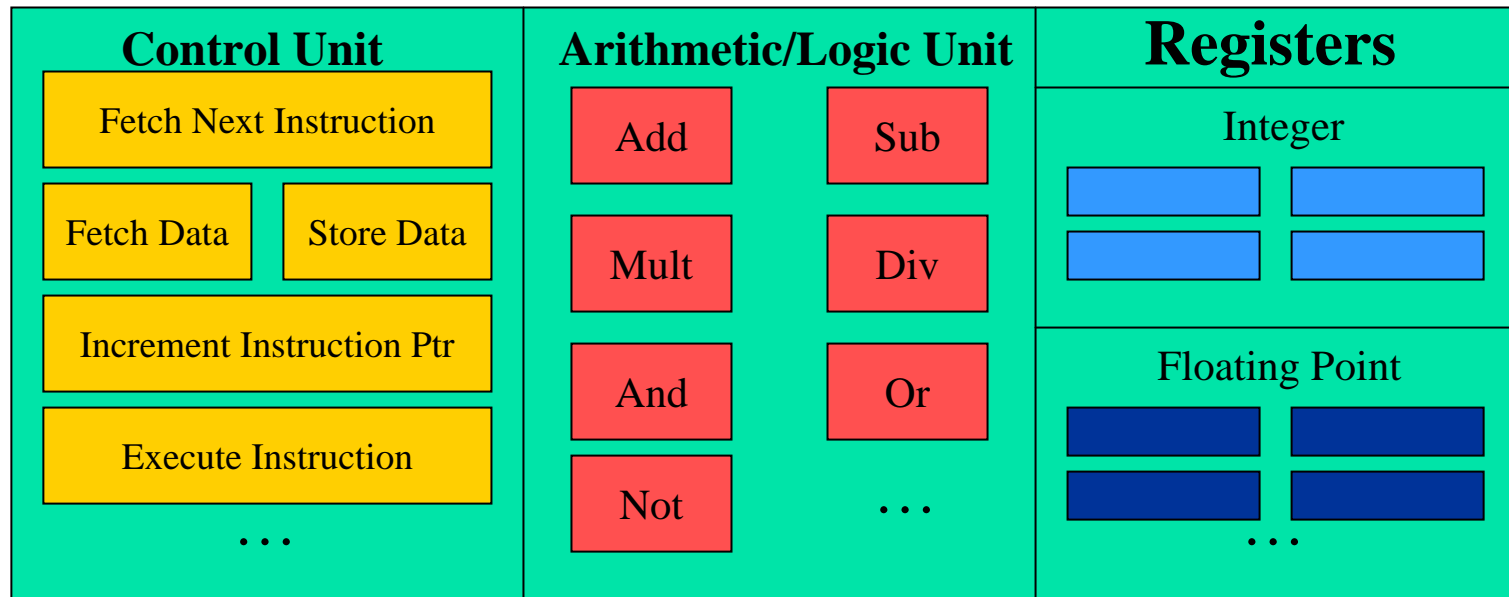 Control Unit
Fetch Next Instruction
Fetch Data
Store Data
Increment Instruction Ptr
Execute Instruction
...
Arithmetic/Logic Unit
Add
Sub
Mult
Div
And
Or
Not
...
Registers
Integer
Floating Point
...